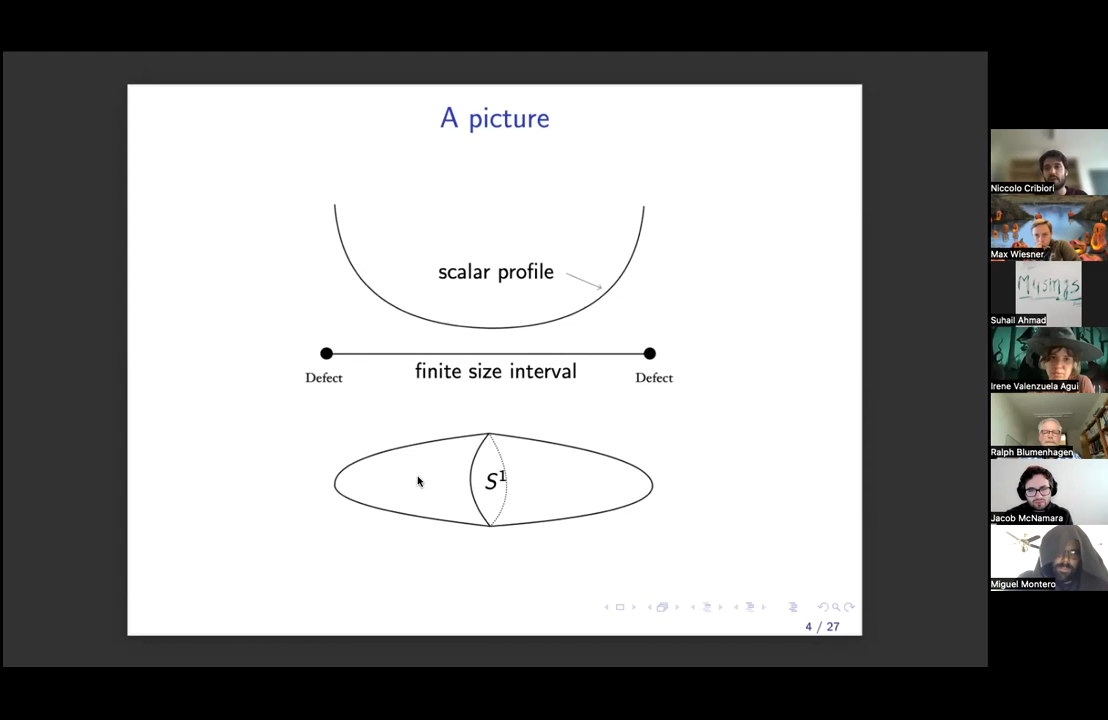 A picture
scalar profile
finite size interval
Defect
Defect
S1
4 / 27
Niccolo Cribiori
Max Wiesner
Musings
Suhail Ahmad
Irene Valenzuela Agui
Ralph Blumenhagen
Jacob McNamara
Miguel Montero